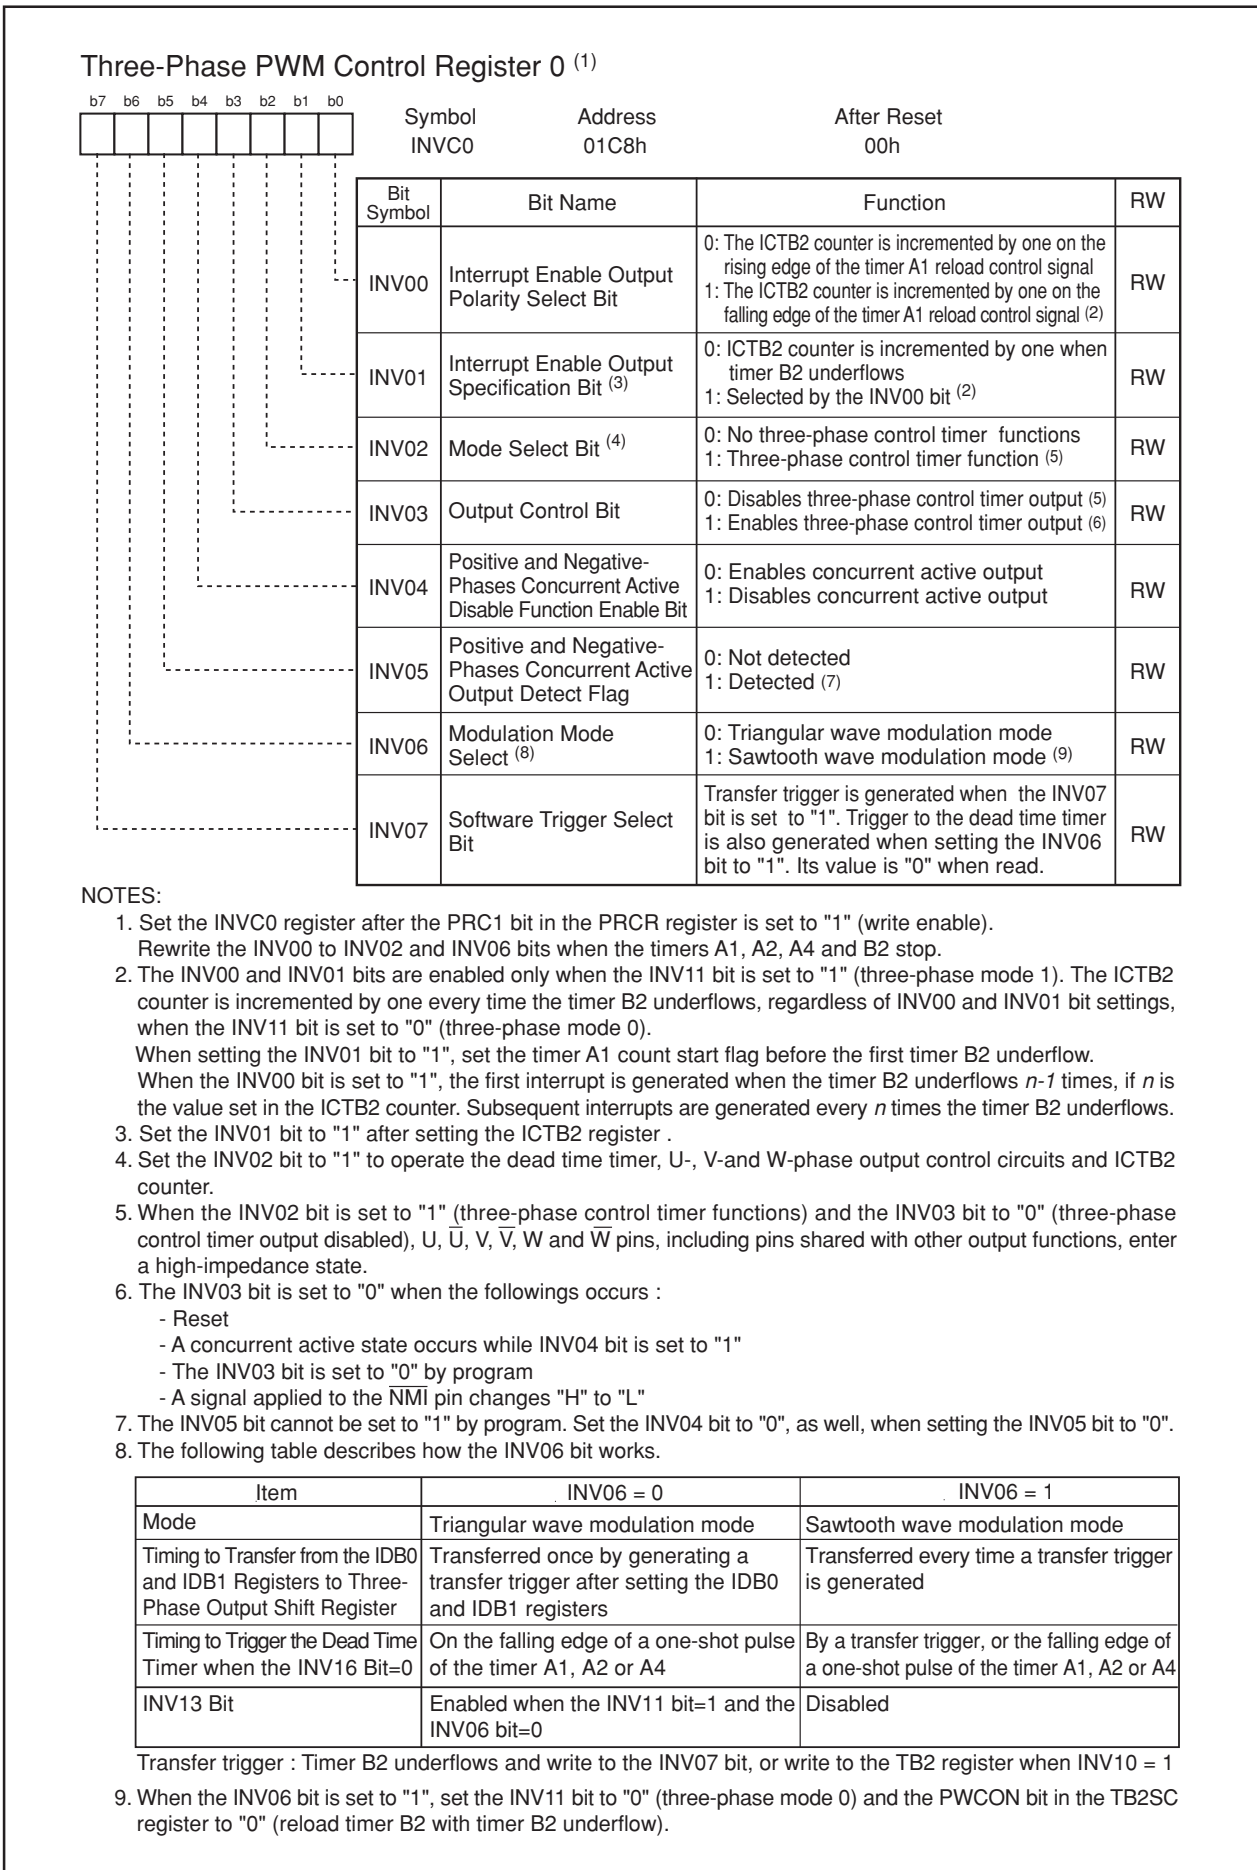 Three-Phase PWM Control Register 0 (1)
b7 b6 b5 b4 b3 b2 b1 b0
Symbol Address After Reset
INVC0 01C8h 00h
Bit Symbol Bit Name Function RW
INV00 Interrupt Enable Output Polarity Select Bit
0: The ICTB2 counter is incremented by one on the
rising edge of the timer A1 reload control signal
1: The ICTB2 counter is incremented by one on the
falling edge of the timer A1 reload control signal (2)
RW
INV01 Interrupt Enable Output Specification Bit (3)
0: ICTB2 counter is incremented by one when
timer B2 underflows
1: Selected by the INV00 bit (2)
RW
INV02 Mode Select Bit (4)
0: No three-phase control timer functions
1: Three-phase control timer function (5)
RW
INV03 Output Control Bit
0: Disables three-phase control timer output (5)
1: Enables three-phase control timer output (6)
RW
INV04 Positive and Negative-Phases Concurrent Active Disable Function Enable Bit
0: Enables concurrent active output
1: Disables concurrent active output
RW
INV05 Positive and Negative-Phases Concurrent Active Output Detect Flag
0: Not detected
1: Detected (7)
RW
INV06 Modulation Mode Select (8)
0: Triangular wave modulation mode
1: Sawtooth wave modulation mode (9)
RW
INV07 Software Trigger Select Bit
Transfer trigger is generated when the INV07
bit is set to "1". Trigger to the dead time timer
is also generated when setting the INV06
bit to "1". Its value is "0" when read.
RW
NOTES:
1. Set the INVC0 register after the PRC1 bit in the PRCR register is set to "1" (write enable).
Rewrite the INV00 to INV02 and INV06 bits when the timers A1, A2, A4 and B2 stop.
2. The INV00 and INV01 bits are enabled only when the INV11 bit is set to "1" (three-phase mode 1). The ICTB2
counter is incremented by one every time the timer B2 underflows, regardless of INV00 and INV01 bit settings,
when the INV11 bit is set to "0" (three-phase mode 0).
When setting the INV01 bit to "1", set the timer A1 count start flag before the first timer B2 underflow.
When the INV00 bit is set to "1", the first interrupt is generated when the timer B2 underflows n-1 times, if n is
the value set in the ICTB2 counter. Subsequent interrupts are generated every n times the timer B2 underflows.
3. Set the INV01 bit to "1" after setting the ICTB2 register .
4. Set the INV02 bit to "1" to operate the dead time timer, U-, V-and W-phase output control circuits and ICTB2
counter.
5. When the INV02 bit is set to "1" (three-phase control timer functions) and the INV03 bit to "0" (three-phase
control timer output disabled), U, U̅, V, V̅, W and W̅ pins, including pins shared with other output functions, enter
a high-impedance state.
6. The INV03 bit is set to "0" when the followings occurs :
- Reset
- A concurrent active state occurs while INV04 bit is set to "1"
- The INV03 bit is set to "0" by program
- A signal applied to the N̅M̅I̅ pin changes "H" to "L"
7. The INV05 bit cannot be set to "1" by program. Set the INV04 bit to "0", as well, when setting the INV05 bit to "0".
8. The following table describes how the INV06 bit works.
Item INV06 = 0 INV06 = 1
Mode Triangular wave modulation mode Sawtooth wave modulation mode
Timing to Transfer from the IDB0 Transferred once by generating a Transferred every time a transfer trigger
and IDB1 Registers to Three- transfer trigger after setting the IDB0 is generated
Phase Output Shift Register and IDB1 registers
Timing to Trigger the Dead Time On the falling edge of a one-shot pulse By a transfer trigger, or the falling edge of
Timer when the INV16 Bit=0 of the timer A1, A2 or A4 a one-shot pulse of the timer A1, A2 or A4
INV13 Bit Enabled when the INV11 bit=1 and the Disabled
INV06 bit=0
Transfer trigger : Timer B2 underflows and write to the INV07 bit, or write to the TB2 register when INV10 = 1
9. When the INV06 bit is set to "1", set the INV11 bit to "0" (three-phase mode 0) and the PWCON bit in the TB2SC
register to "0" (reload timer B2 with timer B2 underflow).